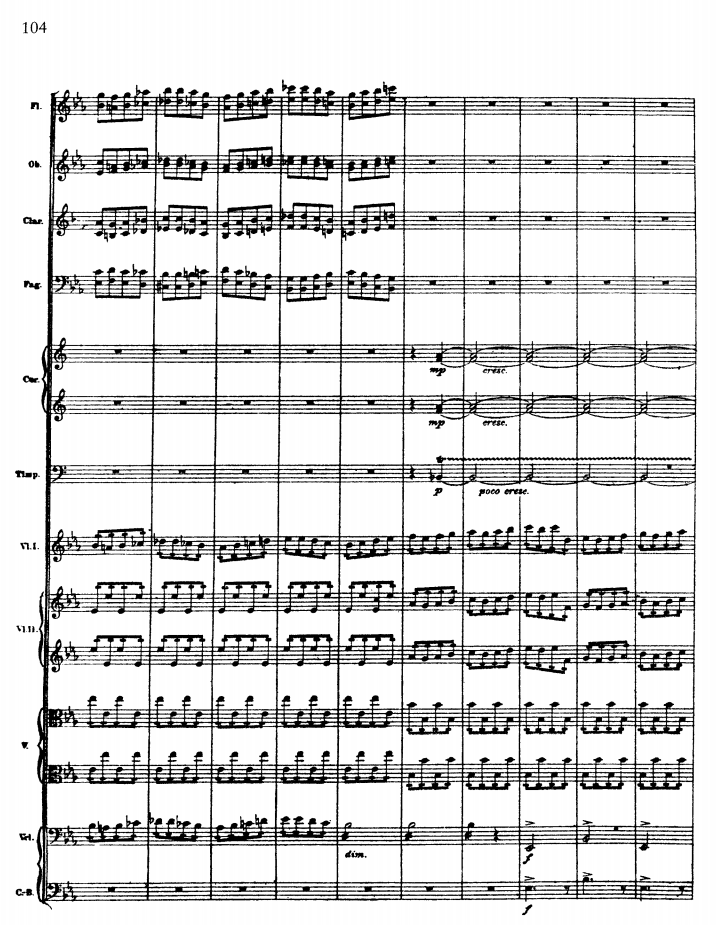 104
Fl.
Ob.
Clar.
Fag.
Cor.
mp cresc.
mp cresc.
Timp.
p poco cresc.
Vl. I.
Vl. II.
V.
Vcl.
dim. f
C.-B.
f